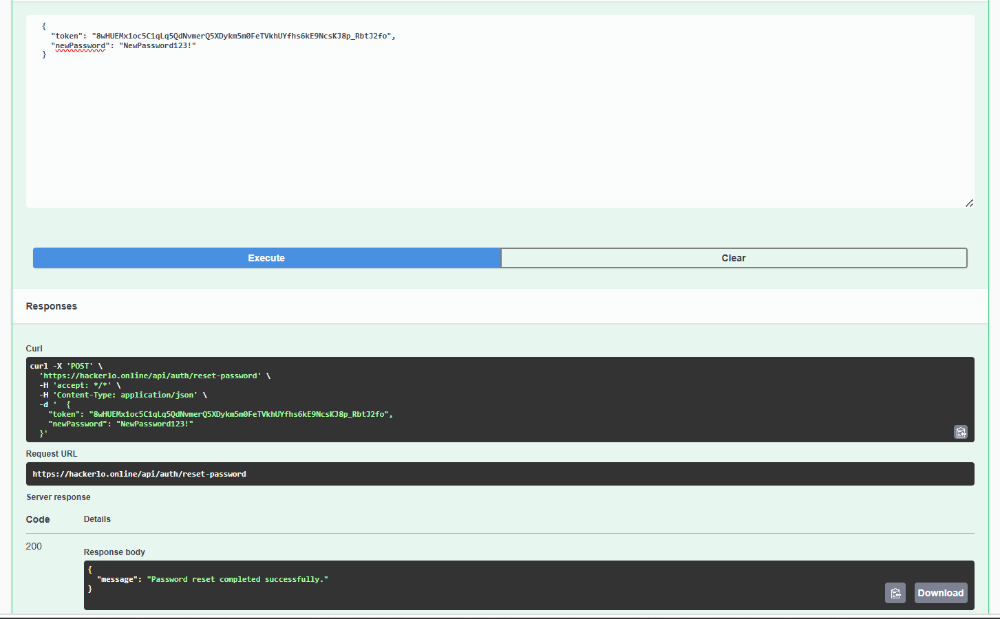 {
"token": "8wHUEMx1oc5C1qLq5QdNvmerQ5XDykm5m0FeTVkhUYfhs6kE9NcsKJ8p_RbtJ2fo",
"newPassword": "NewPassword123!"
}
Execute
Clear
Responses
Curl
curl -X 'POST' \
'https://hackerlo.online/api/auth/reset-password' \
-H 'accept: */*' \
-H 'Content-Type: application/json' \
-d '  {
"token": "8wHUEMx1oc5C1qLq5QdNvmerQ5XDykm5m0FeTVkhUYfhs6kE9NcsKJ8p_RbtJ2fo",
"newPassword": "NewPassword123!"
}'
Request URL
https://hackerlo.online/api/auth/reset-password
Server response
Code
Details
200
Response body
{
"message": "Password reset completed successfully."
}
Download